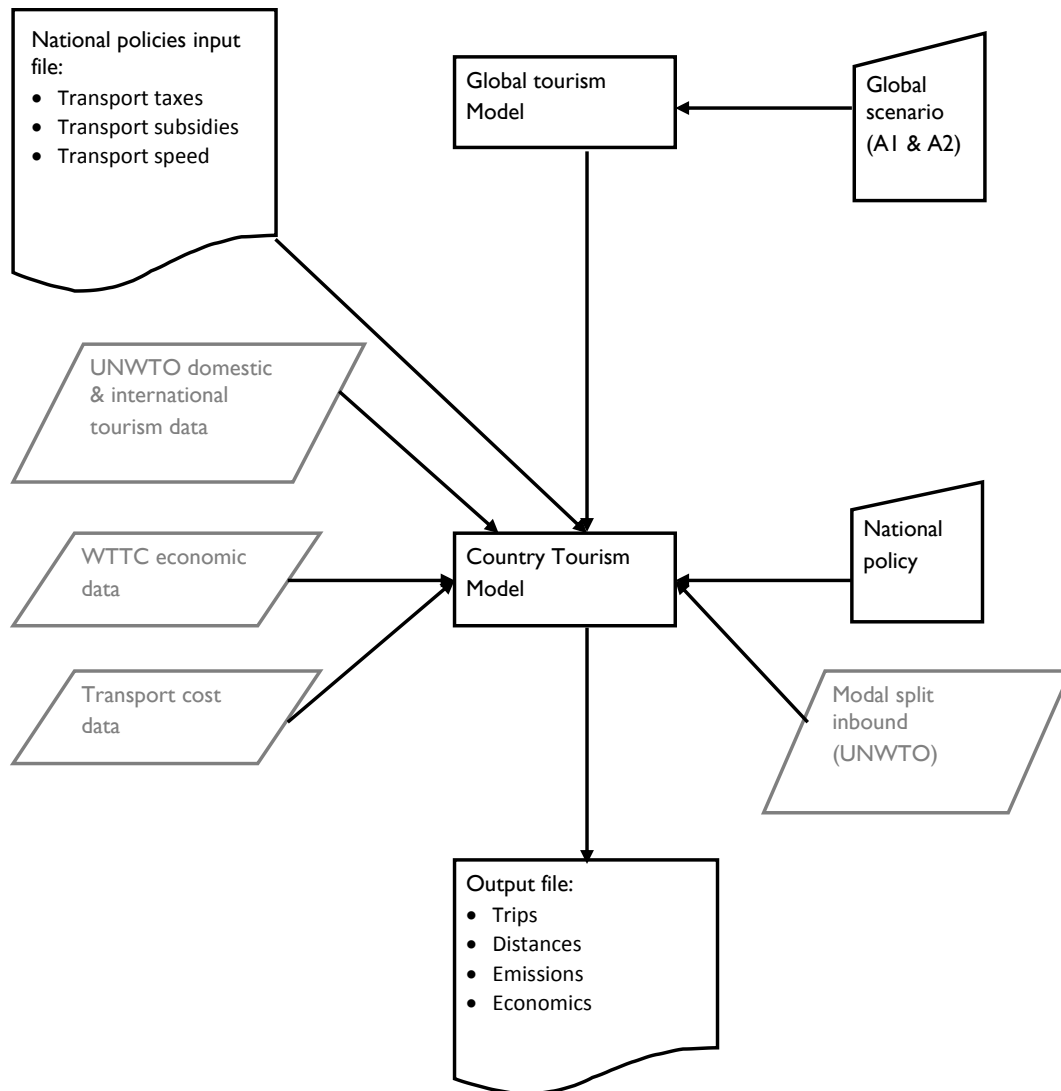 National policies input
file:
• Transport taxes
• Transport subsidies
• Transport speed
Global tourism
Model
Global
scenario
(A1 & A2)
UNWTO domestic
& international
tourism data
WTTC economic
data
Country Tourism
Model
National
policy
Transport cost
data
Modal split
inbound
(UNWTO)
Output file:
• Trips
• Distances
• Emissions
• Economics